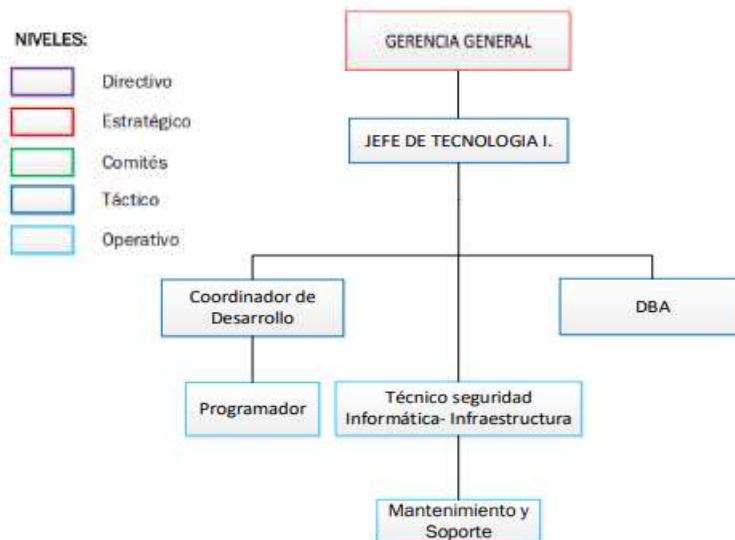 NIVELES:
Directivo
Estratégico
Comités
Táctico
Operativo
GERENCIA GENERAL
JEFE DE TECNOLOGIA I.
Coordinador de
Desarrollo
DBA
Programador
Técnico seguridad
Informática- Infraestructura
Mantenimiento y
Soporte